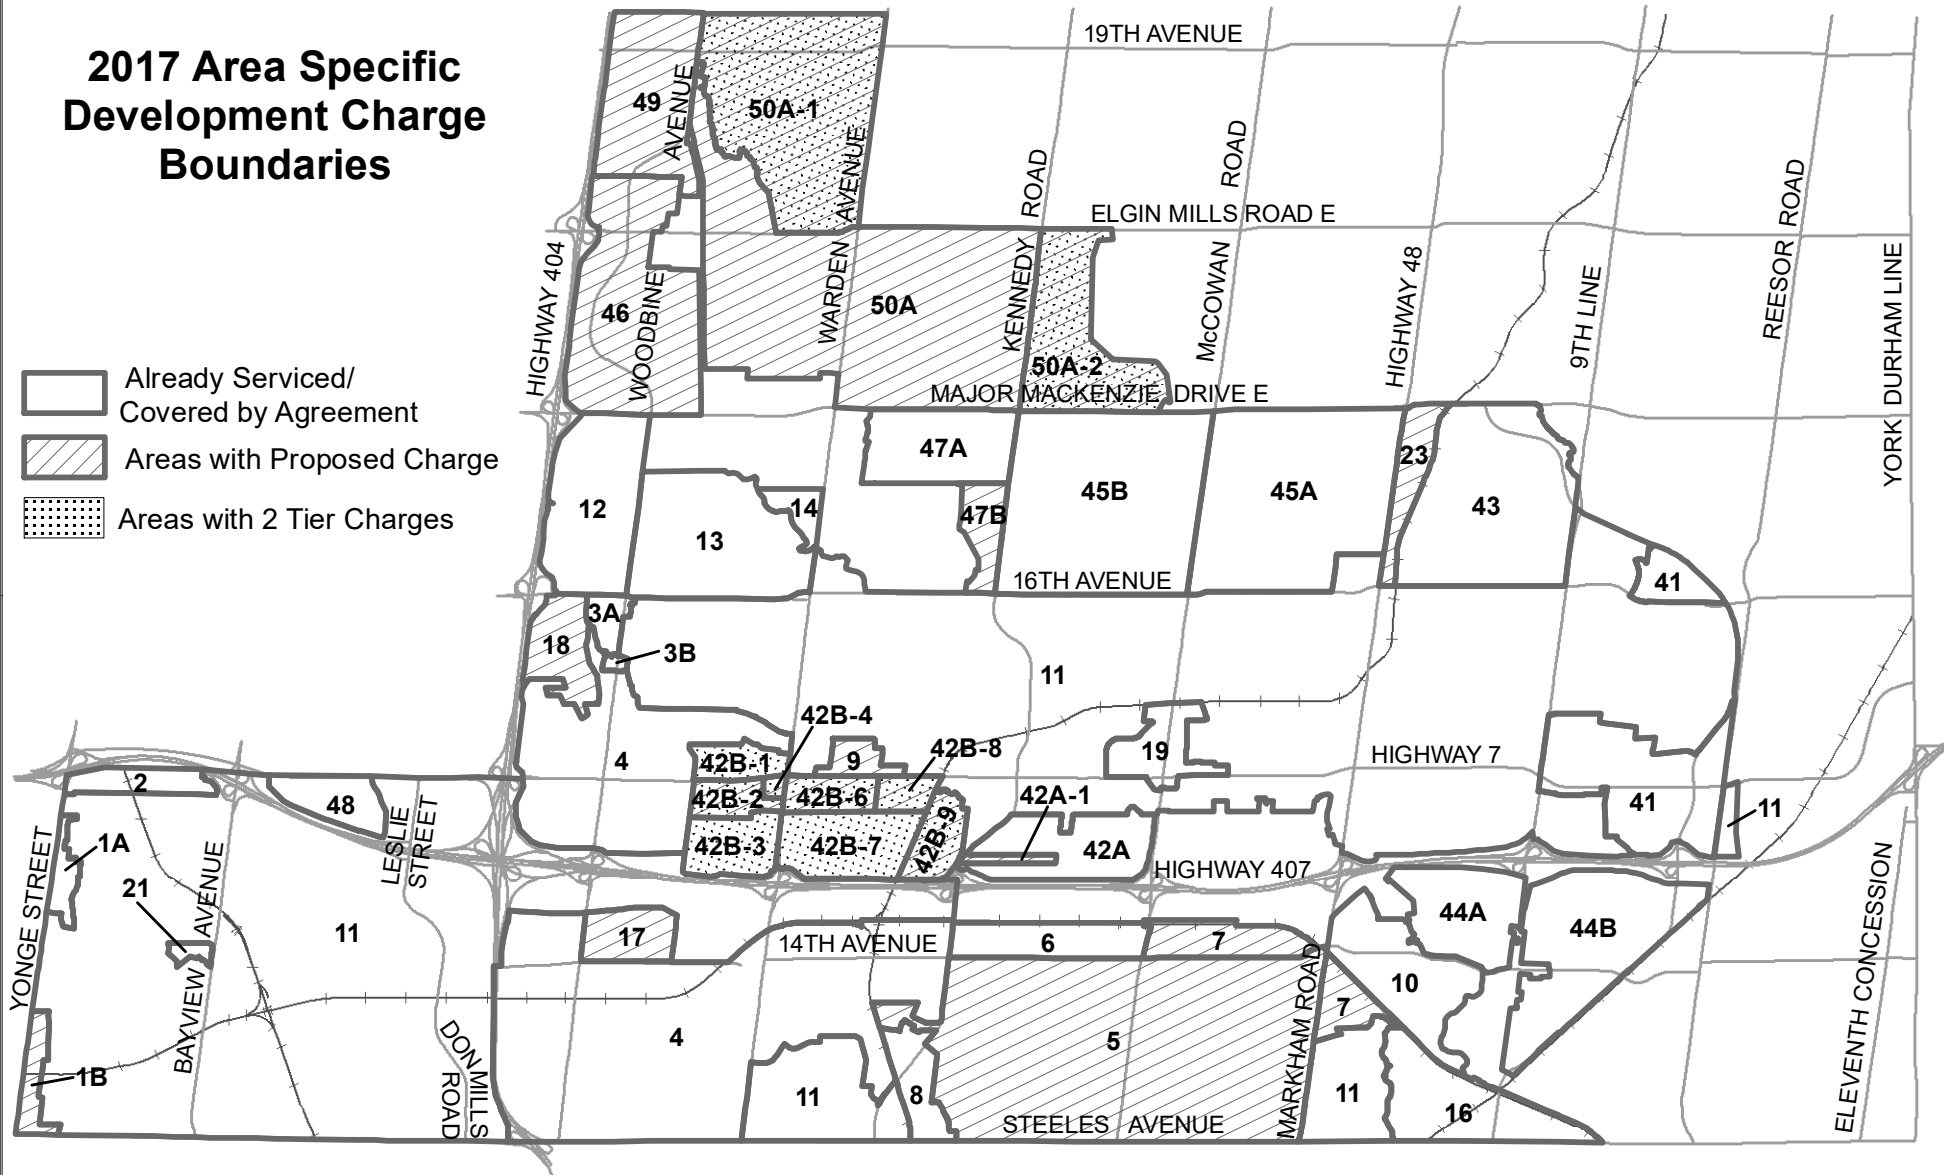 2017 Area Specific
Development Charge
Boundaries
Already Serviced/
Covered by Agreement
Areas with Proposed Charge
Areas with 2 Tier Charges
19TH AVENUE
49
AVENUE
50A-1
AVENUE
ROAD
ROAD
REESOR ROAD
ELGIN MILLS ROAD E
HIGHWAY 404
46
WOODBINE
WARDEN
50A
KENNEDY
50A-2
McCOWAN
HIGHWAY 48
9TH LINE
YORK DURHAM LINE
MAJOR MACKENZIE DRIVE E
12
13
14
47A
47B
45B
45A
23
43
41
16TH AVENUE
3A
18
3B
11
42B-4
42B-1
9
42B-8
19
HIGHWAY 7
4
42B-2
42B-6
42A-1
41
11
2
48
LESLIE
STREET
42B-3
42B-7
42B-9
42A
HIGHWAY 407
1A
21
YONGE STREET
BAYVIEW AVENUE
11
17
14TH AVENUE
6
7
44A
44B
ELEVENTH CONCESSION
10
7
MARKHAM ROAD
DON MILLS
ROAD
4
5
1B
11
8
11
16
STEELES AVENUE